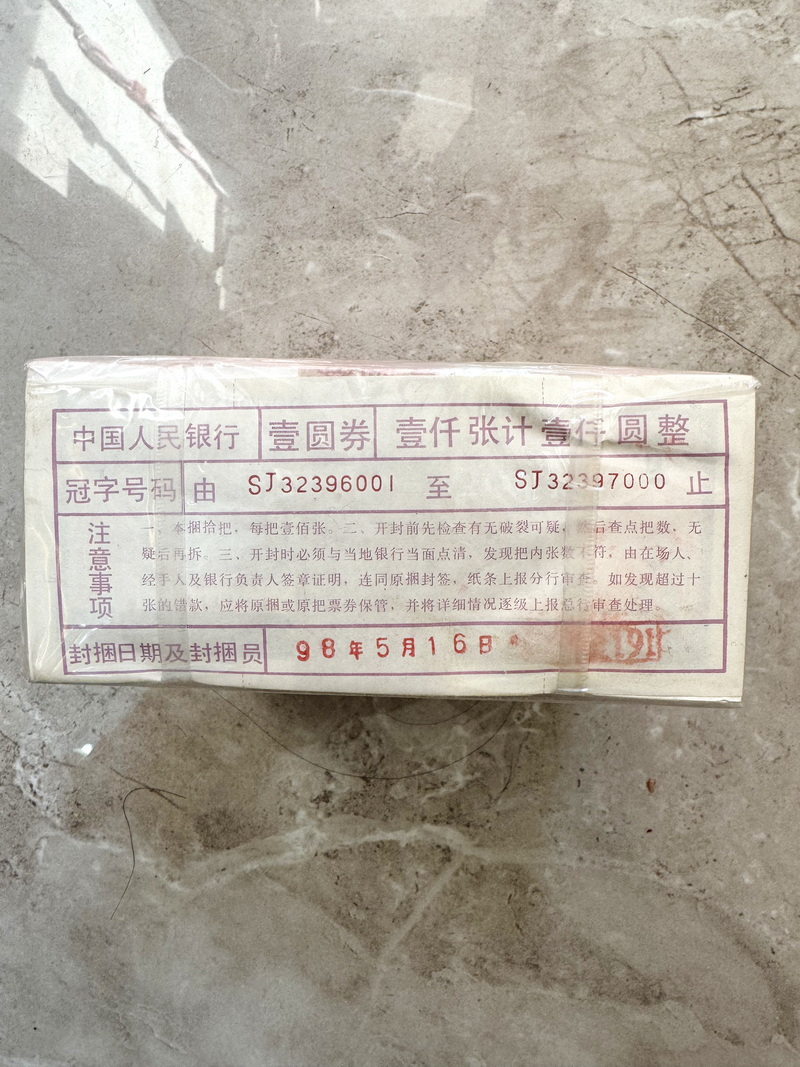 中国人民银行 壹圆券 壹仟张计壹仟圆整
冠字号码 由 SJ32396001 至 SJ32397000 止
注意事项
一、本捆拾把，每把壹佰张。二、开封前先检查有无破裂可疑，然后查点把数，无
疑后再拆。三、开封时必须与当地银行当面点清，发现把内张数不符，由在场人、
经手人及银行负责人签章证明，连同原捆封签，纸条上报分行审查。如发现超过十
张的错款，应将原捆或原把票券保管，并将详细情况逐级上报总行审查处理。
封捆日期及封捆员 98年5月16日 191